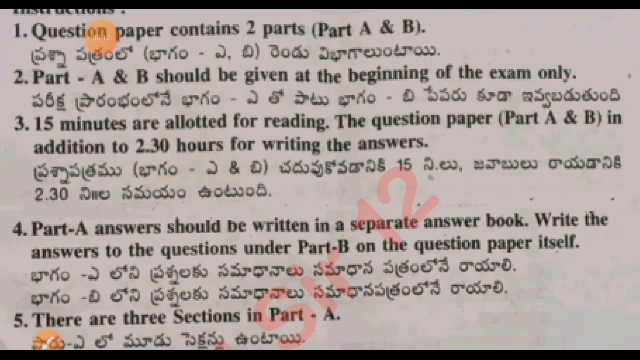 Instructions :
1. Question paper contains 2 parts (Part A & B).
ప్రశ్నా పత్రంలో (భాగం - ఎ, బి) రెండు విభాగాలుంటాయి.
2. Part - A & B should be given at the beginning of the exam only.
పరీక్ష ప్రారంభంలోనే భాగం - ఎ తో పాటు భాగం - బి పేపరు కూడా ఇవ్వబడుతుంది
3. 15 minutes are allotted for reading. The question paper (Part A & B) in
addition to 2.30 hours for writing the answers.
ప్రశ్నాపత్రము (భాగం - ఎ & బి) చదువుకోవడానికి 15 ని.లు, జవాబులు రాయడానికి
2.30 ని॥ల సమయం ఉంటుంది.
4. Part-A answers should be written in a separate answer book. Write the
answers to the questions under Part-B on the question paper itself.
భాగం -ఎ లోని ప్రశ్నలకు సమాధానాలు సమాధాన పత్రంలోనే రాయాలి.
భాగం -బి లోని ప్రశ్నలకు సమాధానాలు సమాధానపత్రంలోనే రాయాలి.
5. There are three Sections in Part - A.
పార్టు-ఎ లో మూడు సెక్షన్లు ఉంటాయి.